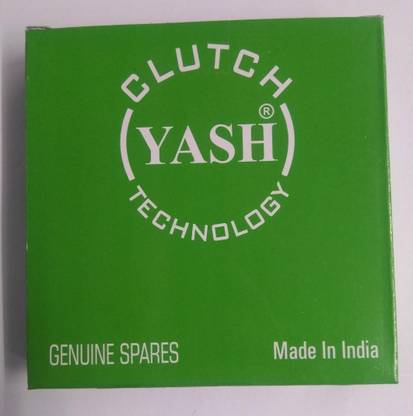 CLUTCH
YASH®
TECHNOLOGY
GENUINE SPARES
Made In India